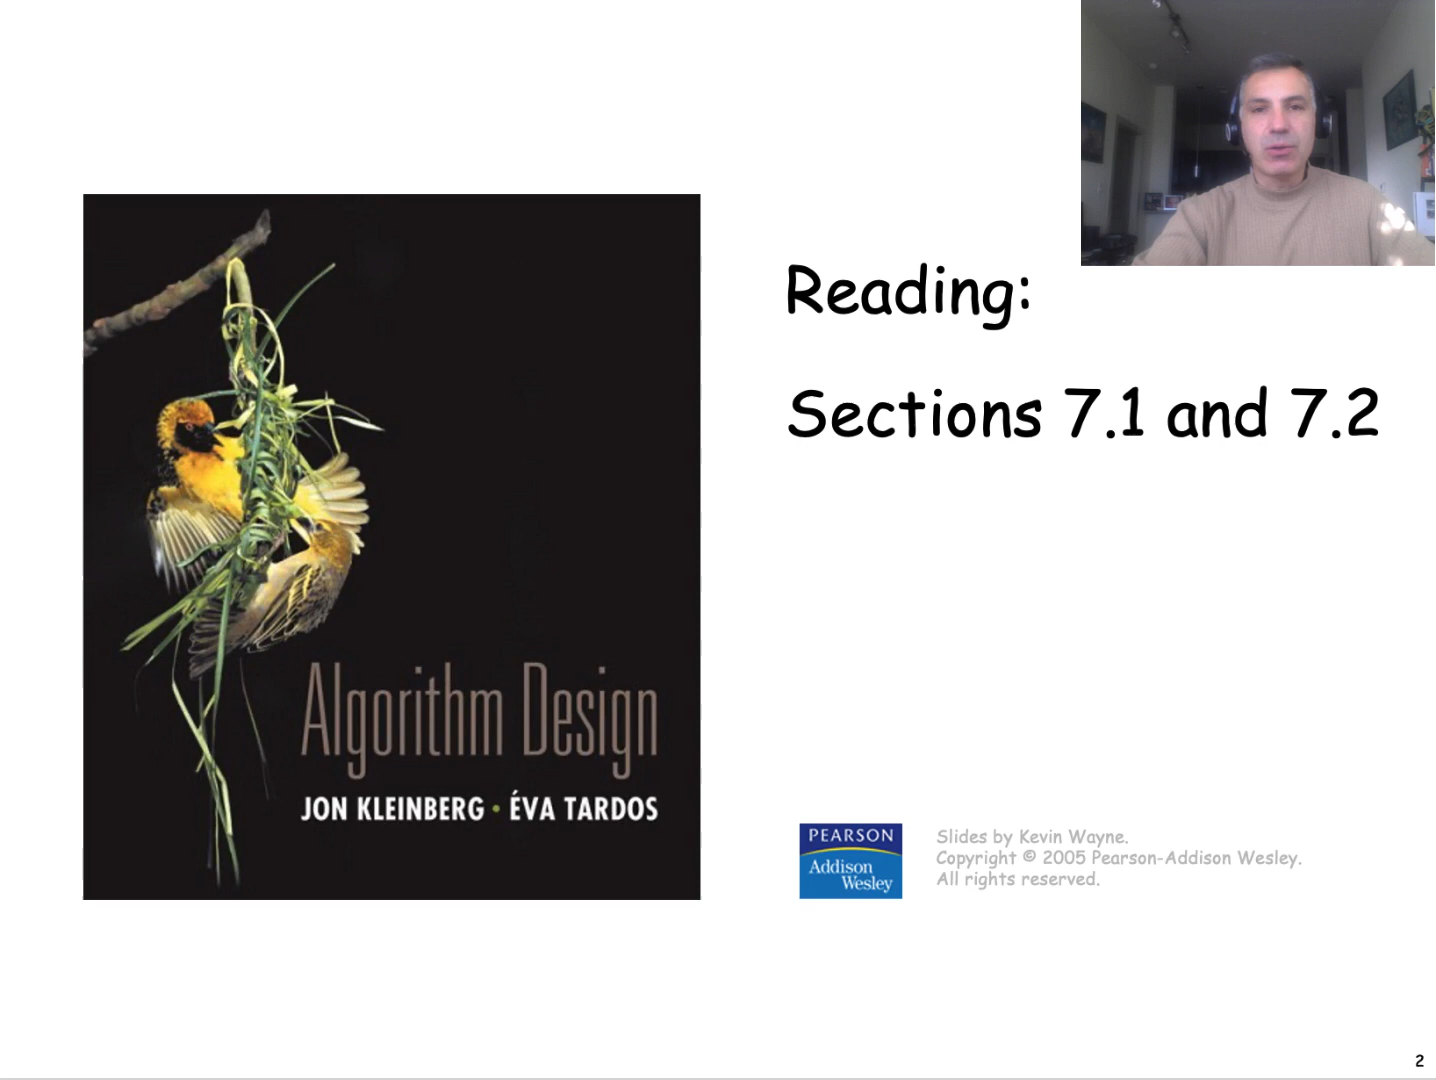 Reading:
Sections 7.1 and 7.2
Algorithm Design
JON KLEINBERG • ÉVA TARDOS
PEARSON
Addison
Wesley
Slides by Kevin Wayne.
Copyright © 2005 Pearson-Addison Wesley.
All rights reserved.
2